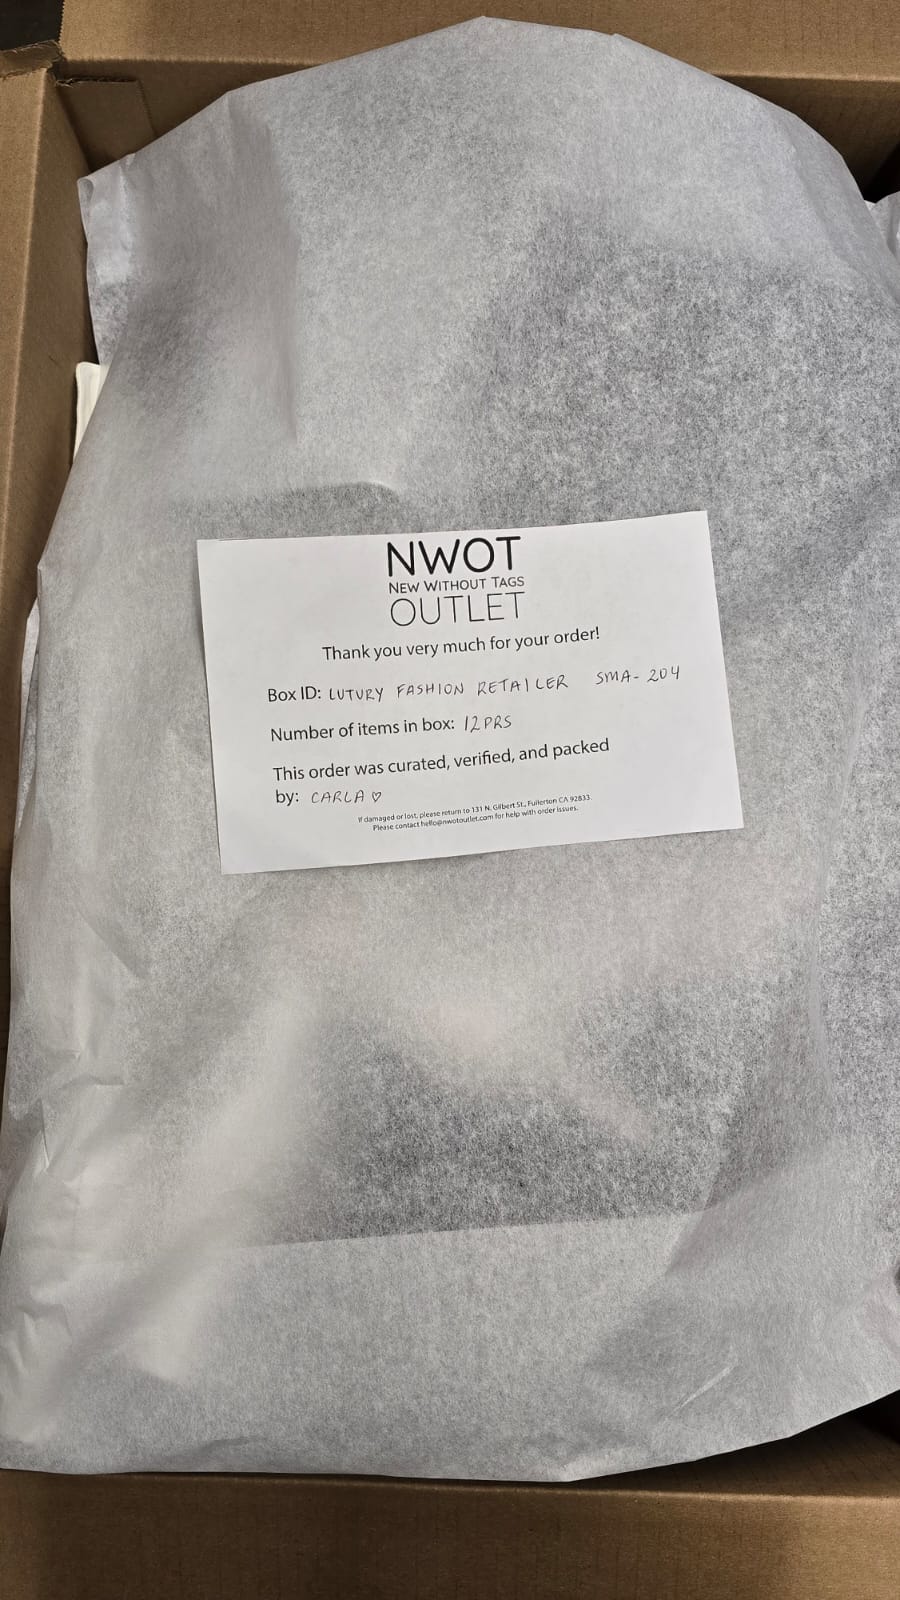 NWOT
NEW WITHOUT TAGS
OUTLET
Thank you very much for your order!
Box ID: LUTURY FASHION RETAILER SMA-204
Number of items in box: 12PRS
This order was curated, verified, and packed
by: CARLA ♡
If damaged or lost, please return to 131 N. Gilbert St., Fullerton CA 92833.
Please contact hello@nwotoutlet.com for help with order issues.